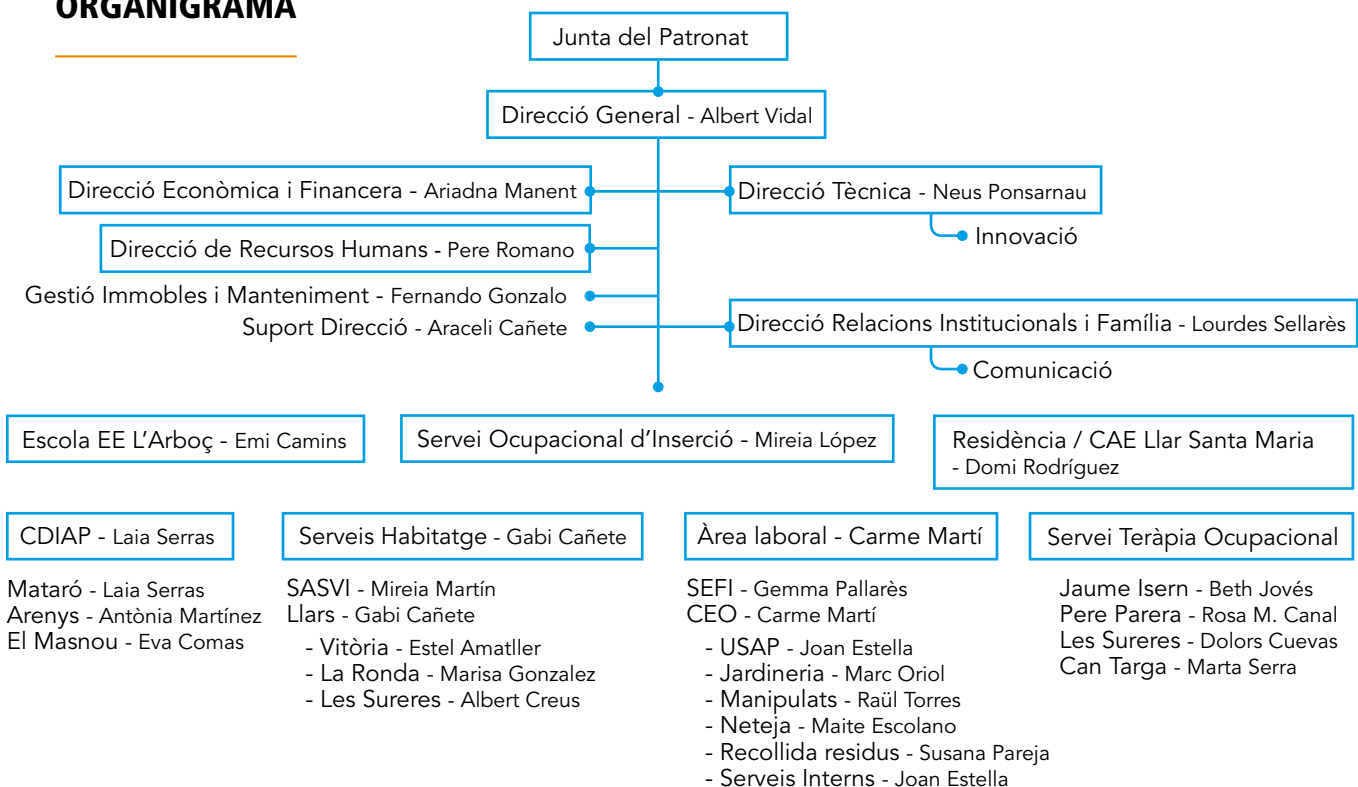 ORGANIGRAMA
Junta del Patronat
Direcció General - Albert Vidal
Direcció Econòmica i Financera - Ariadna Manent
Direcció Tècnica - Neus Ponsarnau
Innovació
Direcció de Recursos Humans - Pere Romano
Gestió Immobles i Manteniment - Fernando Gonzalo
Suport Direcció - Araceli Cañete
Direcció Relacions Institucionals i Família - Lourdes Sellarès
Comunicació
Escola EE L'Arboç - Emi Camins
Servei Ocupacional d'Inserció - Mireia López
Residència / CAE Llar Santa Maria
- Domi Rodríguez
CDIAP - Laia Serras
Mataró - Laia Serras
Arenys - Antònia Martínez
El Masnou - Eva Comas
Serveis Habitatge - Gabi Cañete
SASVI - Mireia Martín
Llars - Gabi Cañete
- Vitòria - Estel Amatller
- La Ronda - Marisa Gonzalez
- Les Sureres - Albert Creus
Àrea laboral - Carme Martí
SEFI - Gemma Pallarès
CEO - Carme Martí
- USAP - Joan Estella
- Jardineria - Marc Oriol
- Manipulats - Raül Torres
- Neteja - Maite Escolano
- Recollida residus - Susana Pareja
- Serveis Interns - Joan Estella
Servei Teràpia Ocupacional
Jaume Isern - Beth Jovés
Pere Parera - Rosa M. Canal
Les Sureres - Dolors Cuevas
Can Targa - Marta Serra